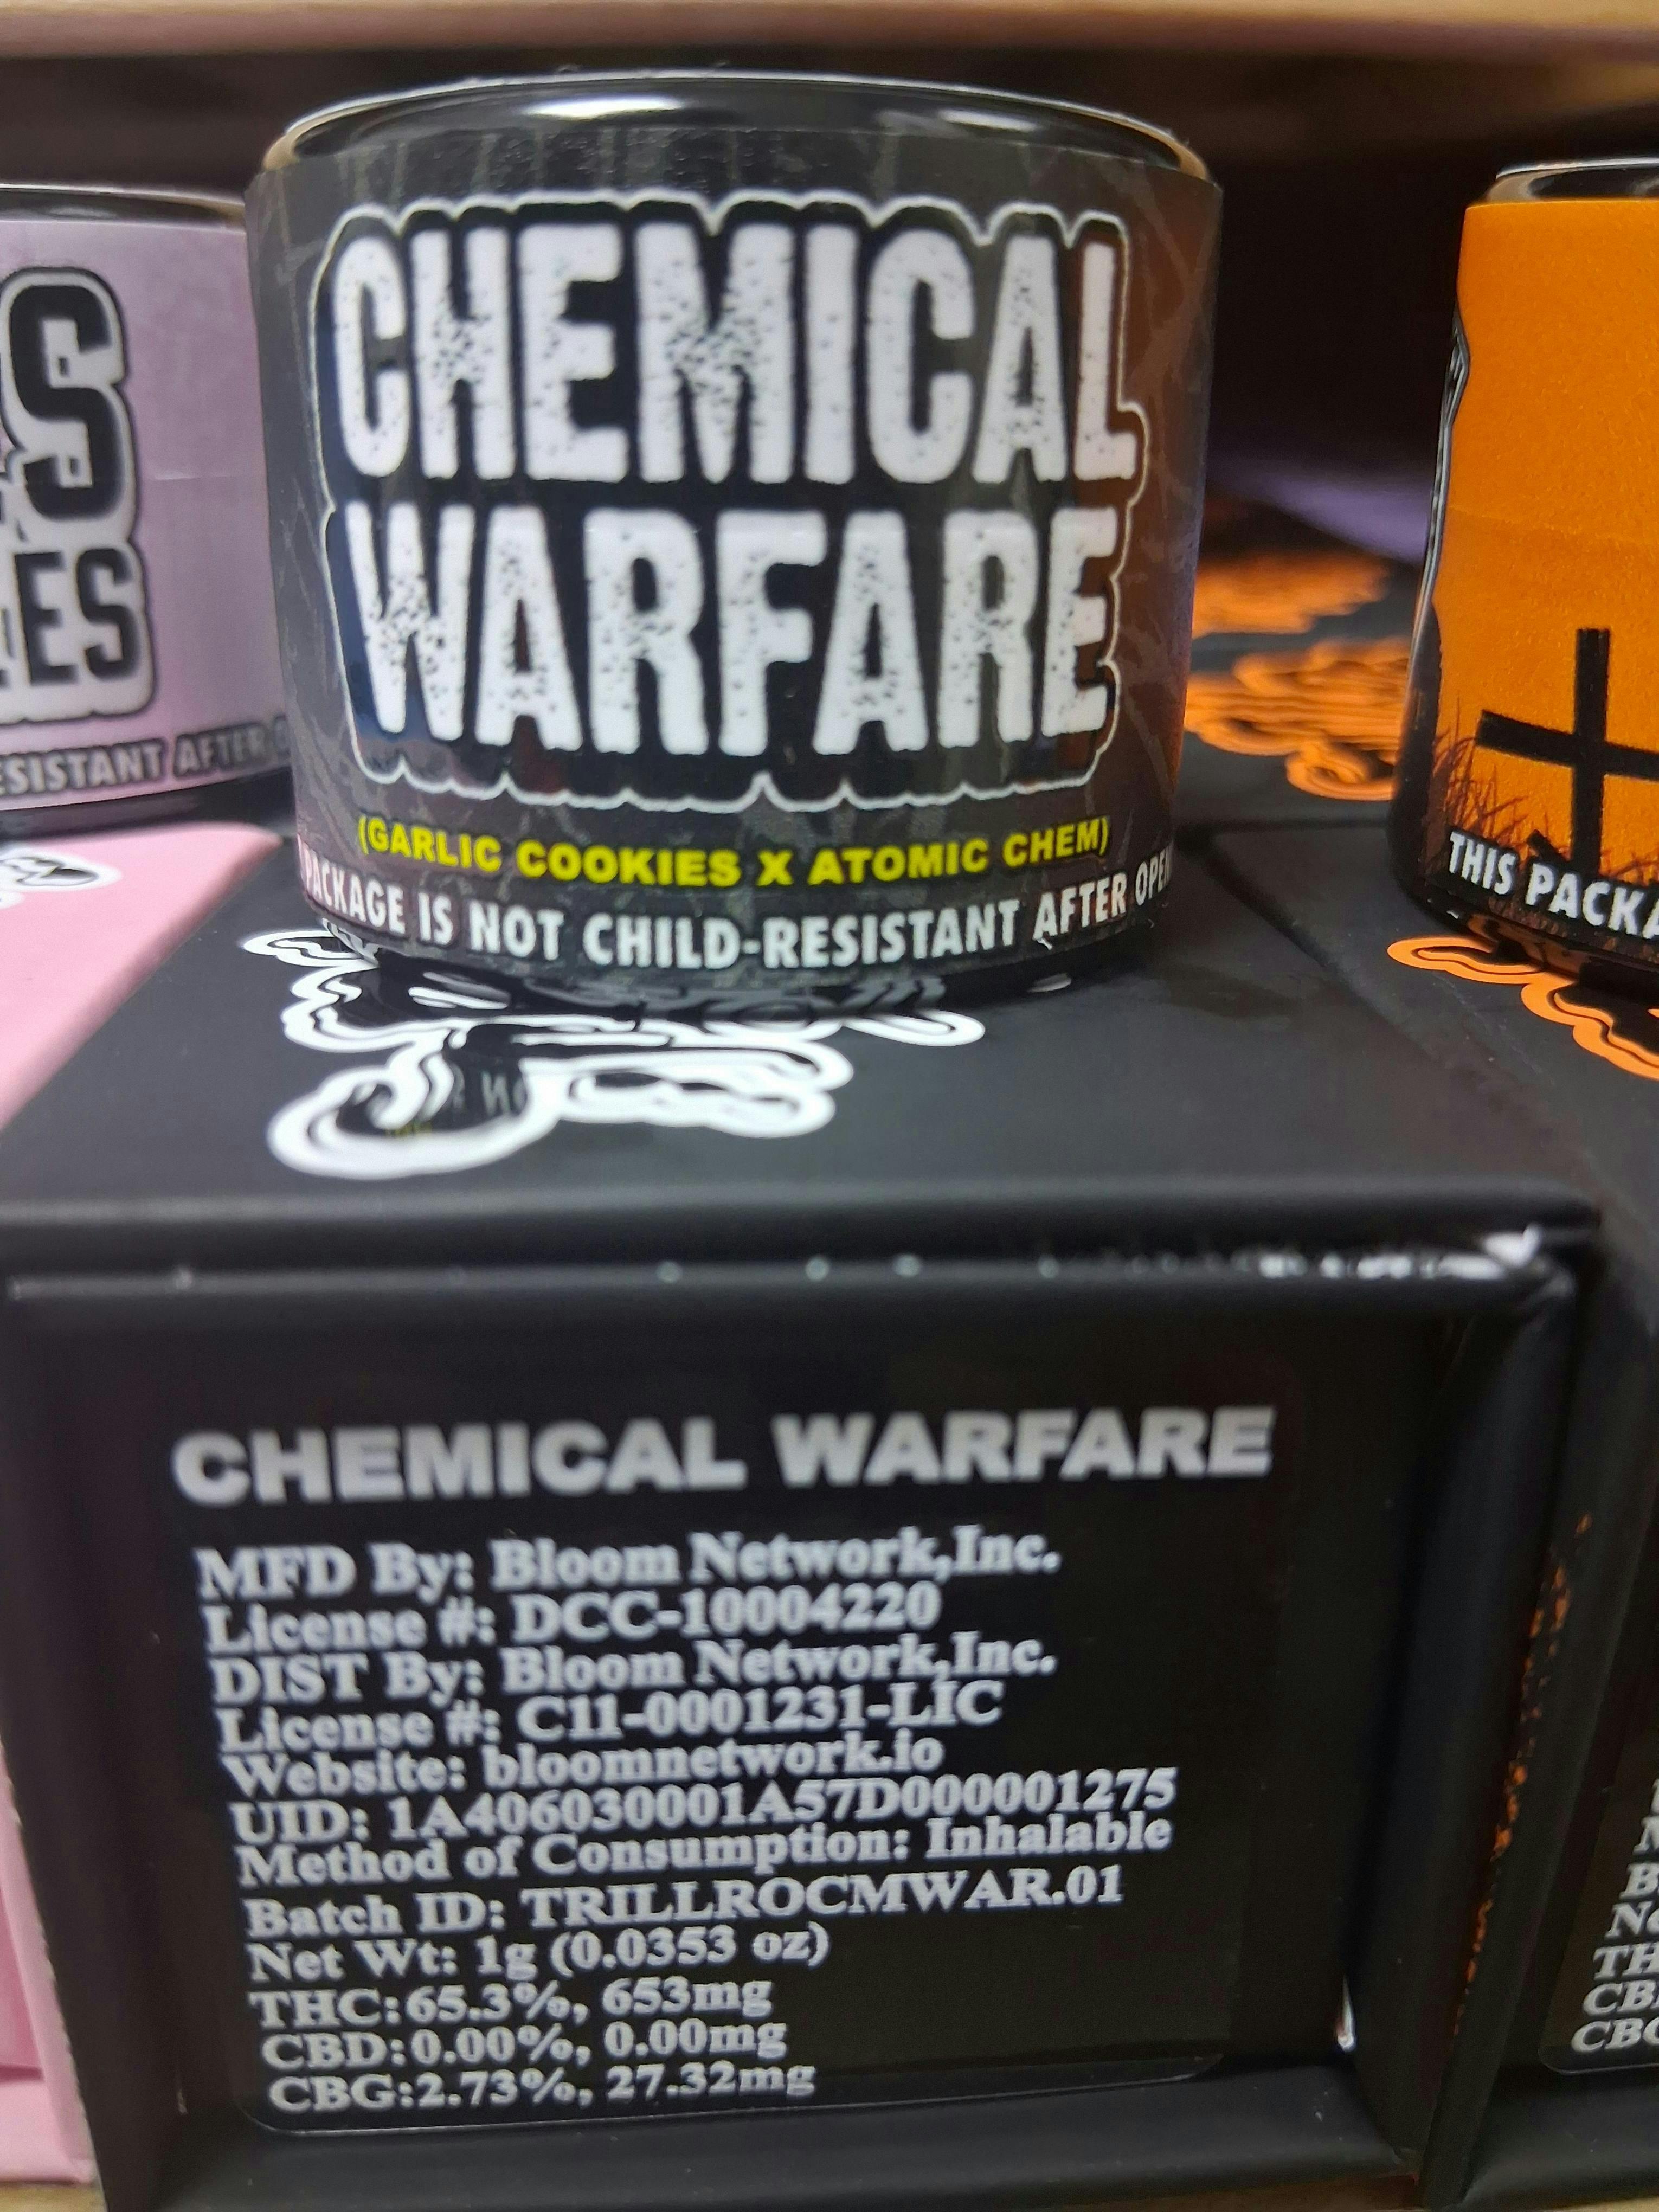 CHEMICAL
WARFARE
(GARLIC COOKIES X ATOMIC CHEM)
PACKAGE IS NOT CHILD-RESISTANT AFTER
AFTER
THIS
CHEMICAL WARFARE
MFD By: Bloom Network,Inc.
License #: DCC-10004220
DIST By: Bloom Network,Inc.
License #: C11-0001231-LIC
Website: bloomnetwork.io
UID: 1A406030001A57D000001275
Method of Consumption: Inhalable
Batch ID: TRILLROCMWAR.01
Net Wt: 1g (0.0353 oz)
THC:65.3%, 653mg
CBD:0.00%, 0.00mg
CBG:2.73%, 27.32mg